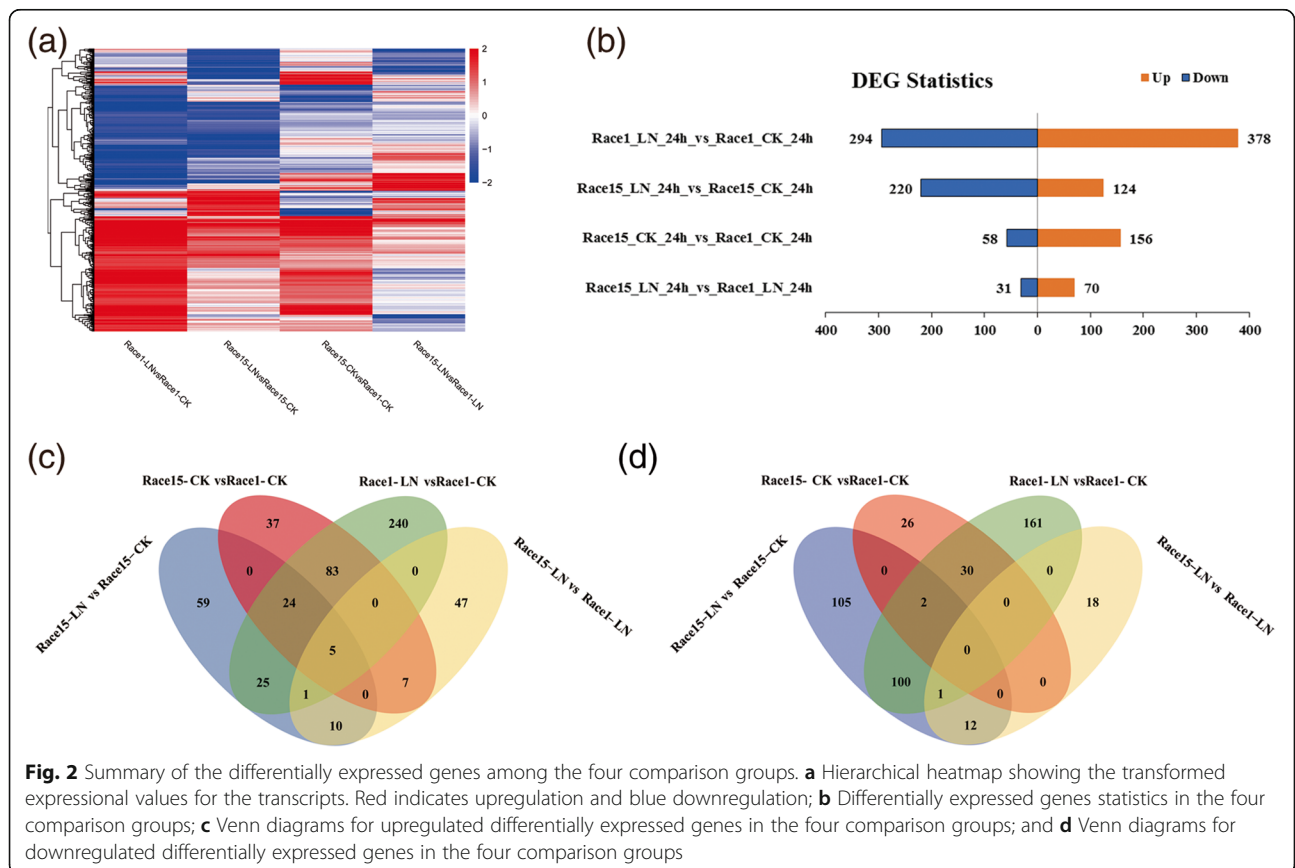 (a)
2
1
0
−1
−2
Race1-LNvsRace1-CK
Race15-LNvsRace15-CK
Race15-CKvsRace1-CK
Race15-LNvsRace1-LN
(b)
DEG Statistics
Up Down
Race1_LN_24h_vs_Race1_CK_24h
294 378
Race15_LN_24h_vs_Race15_CK_24h
220 124
Race15_CK_24h_vs_Race1_CK_24h
58 156
Race15_LN_24h_vs_Race1_LN_24h
31 70
400 300 200 100 0 100 200 300 400
(c)
Race15- CK vsRace1- CK
Race1- LN vsRace1- CK
Race15-LN vs Race15-CK
Race15-LN vs Race1-LN
37 240
0 83 0
59 24 0 47
5
25 1 0 7
10
(d)
Race15- CK vsRace1- CK
Race1- LN vsRace1- CK
Race15-LN vs Race15-CK
Race15-LN vs Race1-LN
26 161
0 30 0
105 2 0 18
0
100 1 0 0
12
Fig. 2 Summary of the differentially expressed genes among the four comparison groups. a Hierarchical heatmap showing the transformed
expressional values for the transcripts. Red indicates upregulation and blue downregulation; b Differentially expressed genes statistics in the four
comparison groups; c Venn diagrams for upregulated differentially expressed genes in the four comparison groups; and d Venn diagrams for
downregulated differentially expressed genes in the four comparison groups